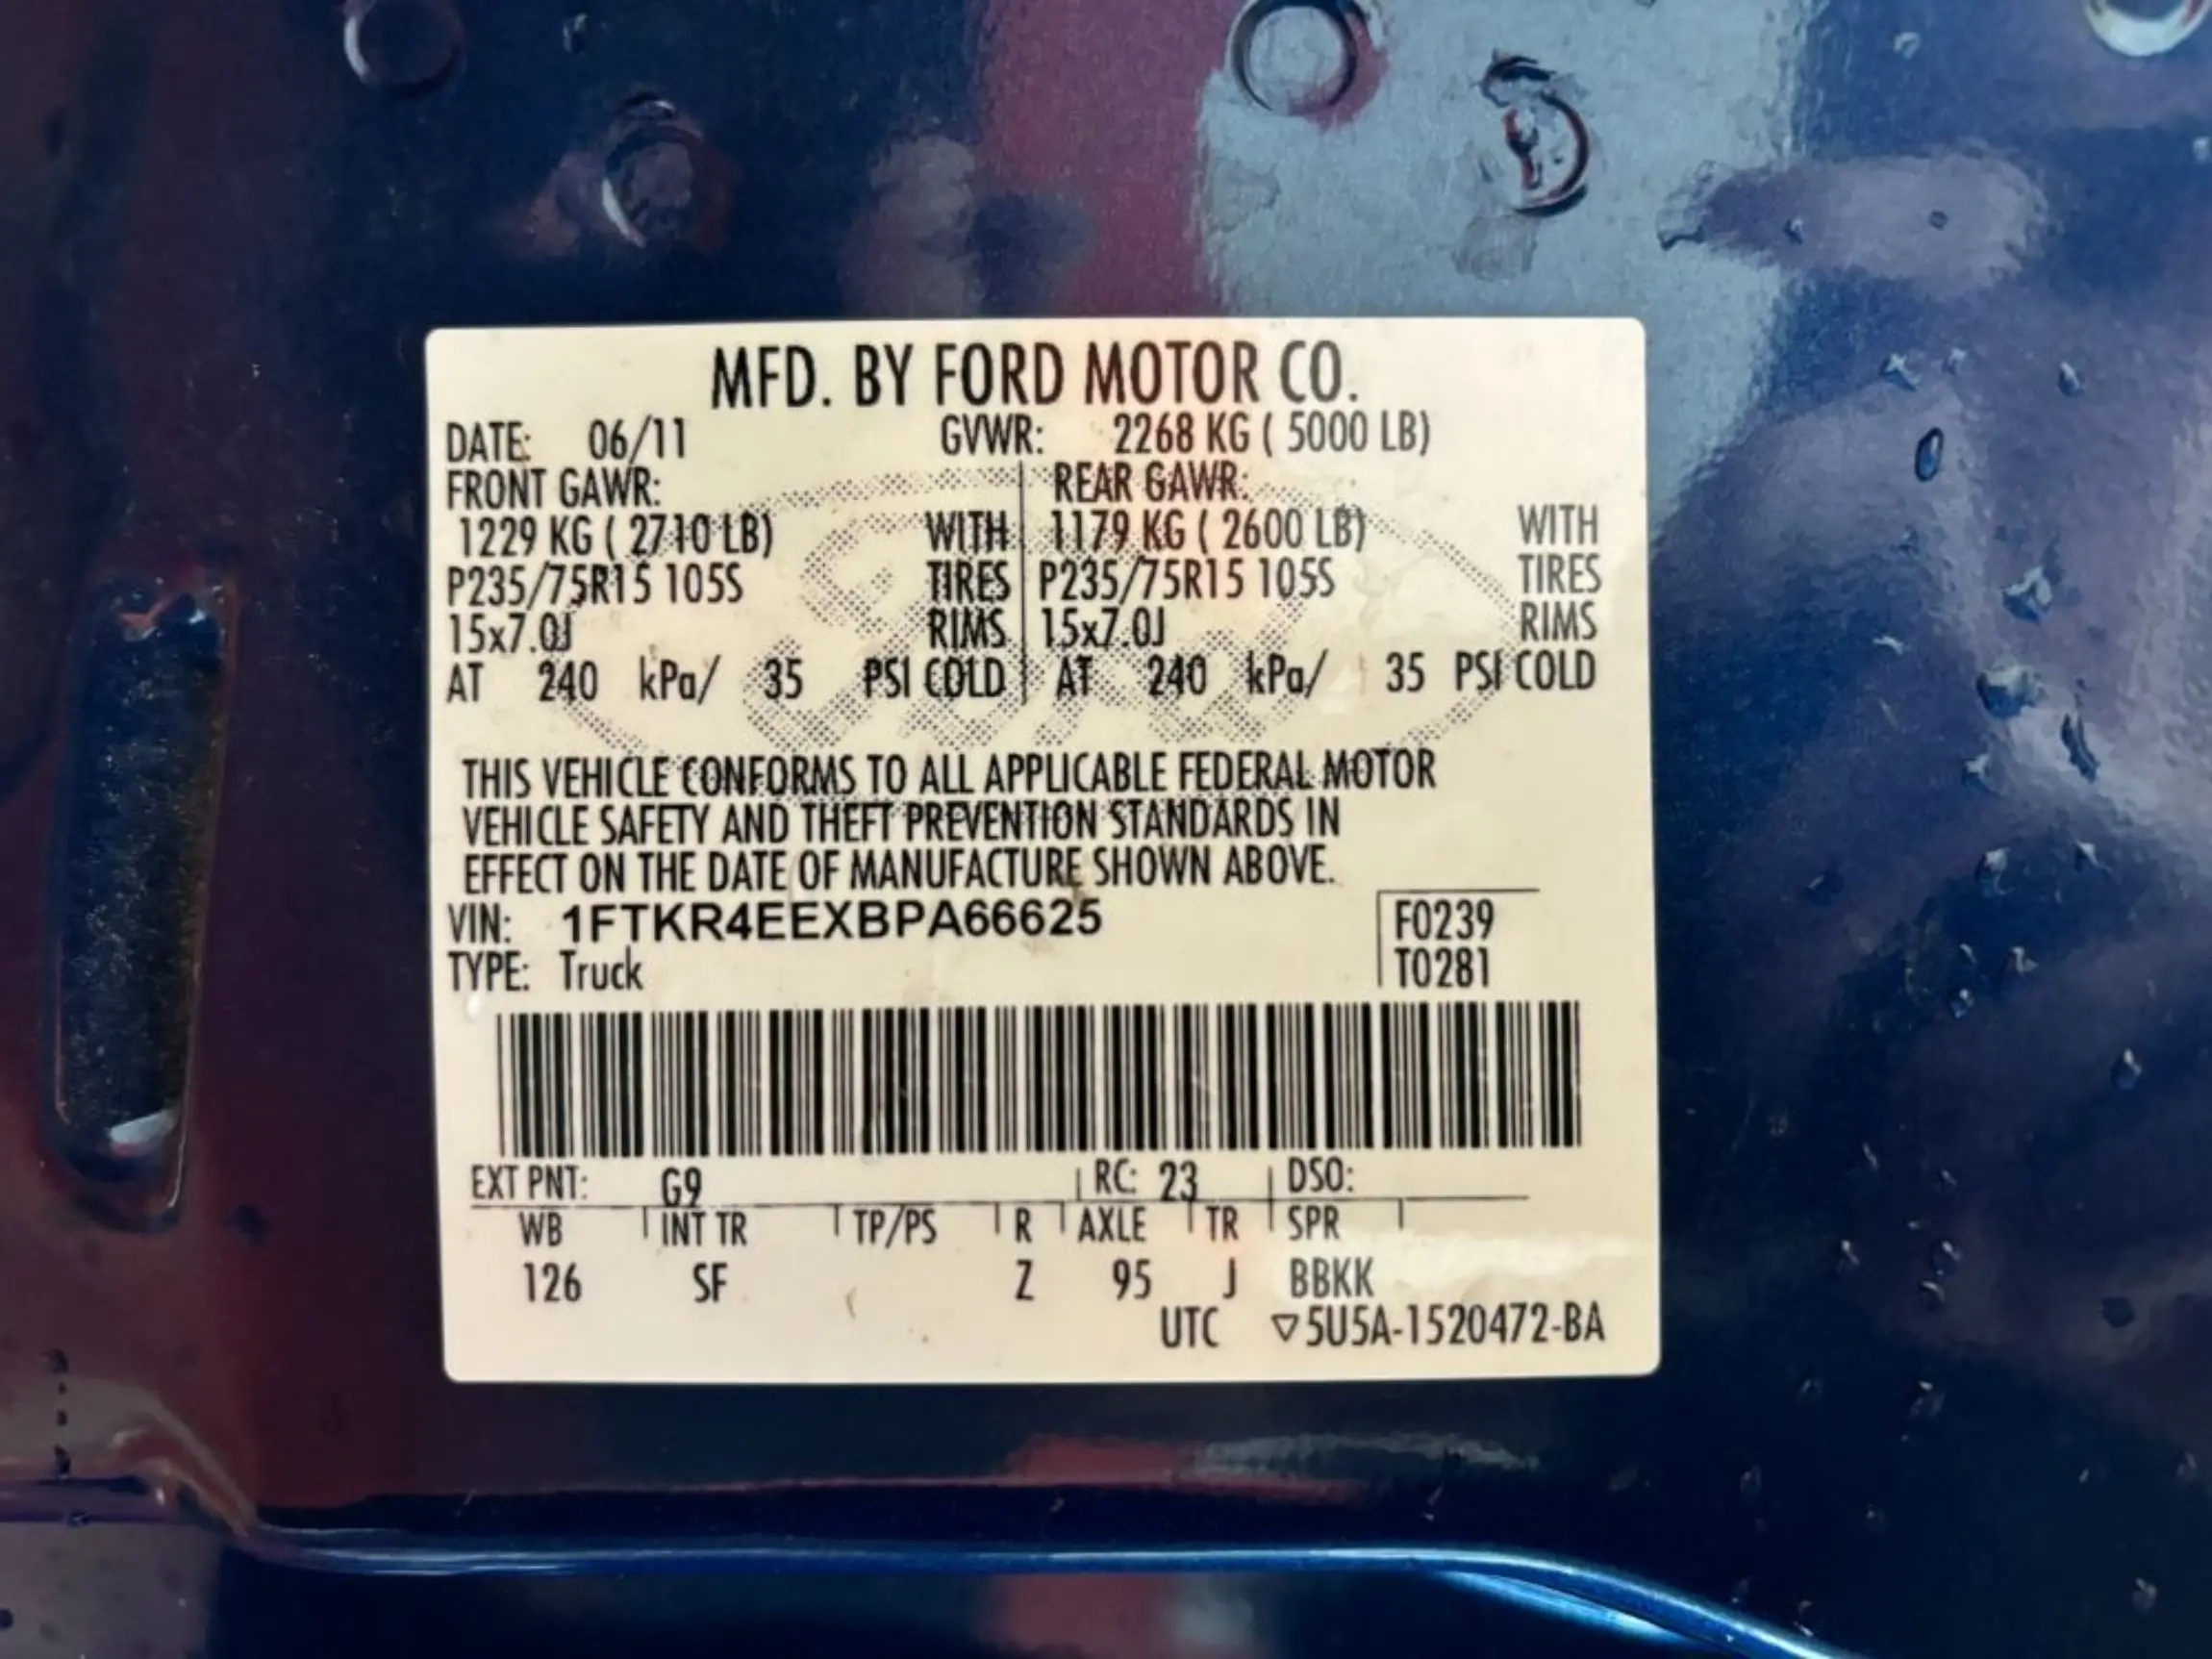 MFD. BY FORD MOTOR CO.
DATE: 06/11 GVWR: 2268 KG ( 5000 LB)
FRONT GAWR: REAR GAWR:
1229 KG ( 2710 LB) WITH 1179 KG ( 2600 LB) WITH
P235/75R15 105S TIRES P235/75R15 105S TIRES
15x7.0J RIMS 15x7.0J RIMS
AT 240 kPa/ 35 PSI COLD AT 240 kPa/ 35 PSI COLD
Ford
THIS VEHICLE CONFORMS TO ALL APPLICABLE FEDERAL MOTOR
VEHICLE SAFETY AND THEFT PREVENTION STANDARDS IN
EFFECT ON THE DATE OF MANUFACTURE SHOWN ABOVE.
VIN: 1FTKR4EEXBPA66625 F0239
TYPE: Truck T0281
EXT PNT: G9 RC: 23 DSO:
WB INT TR TP/PS R AXLE TR SPR
126 SF Z 95 J BBKK
UTC ▽5U5A-1520472-BA